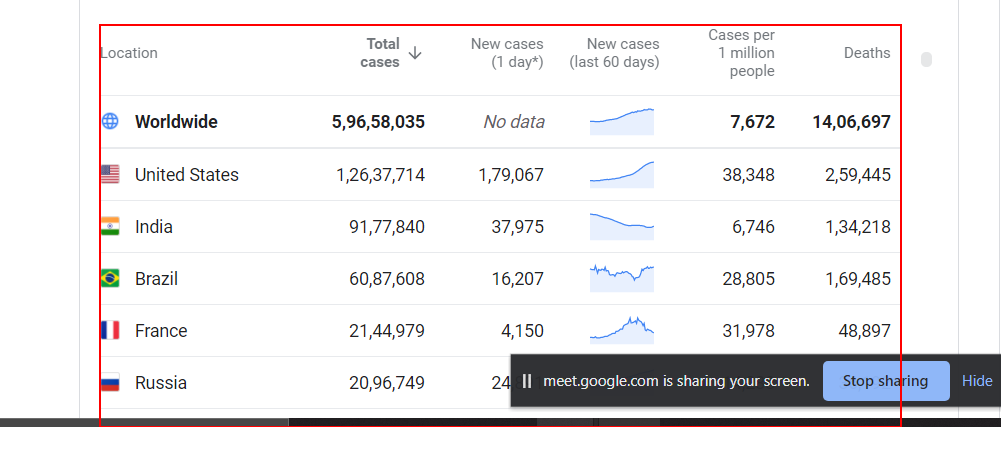 Location Total cases ↓ New cases (1 day*) New cases (last 60 days) Cases per 1 million people Deaths
Worldwide 5,96,58,035 No data 7,672 14,06,697
United States 1,26,37,714 1,79,067 38,348 2,59,445
India 91,77,840 37,975 6,746 1,34,218
Brazil 60,87,608 16,207 28,805 1,69,485
France 21,44,979 4,150 31,978 48,897
Russia 20,96,749
meet.google.com is sharing your screen. Stop sharing Hide